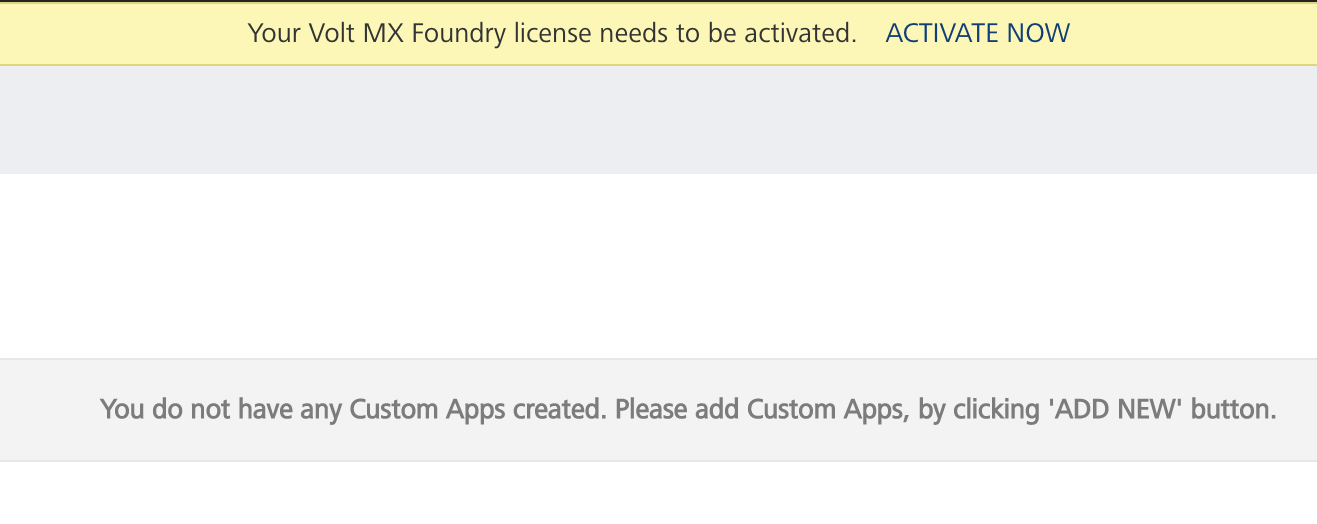 Your Volt MX Foundry license needs to be activated. ACTIVATE NOW
You do not have any Custom Apps created. Please add Custom Apps, by clicking 'ADD NEW' button.